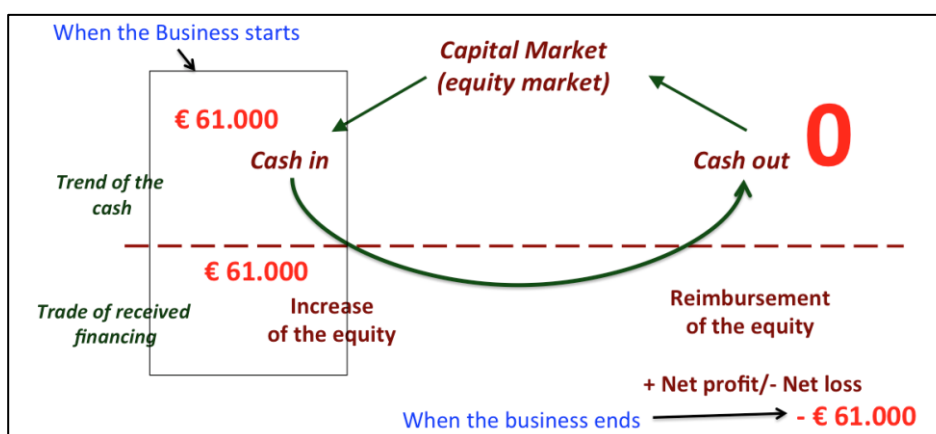 When the Business starts
Capital Market
(equity market)
€ 61.000
0
Cash in
Cash out
Trend of the
cash
€ 61.000
Trade of received
financing
Increase
of the equity
Reimbursement
of the equity
+ Net profit/- Net loss
When the business ends
- € 61.000